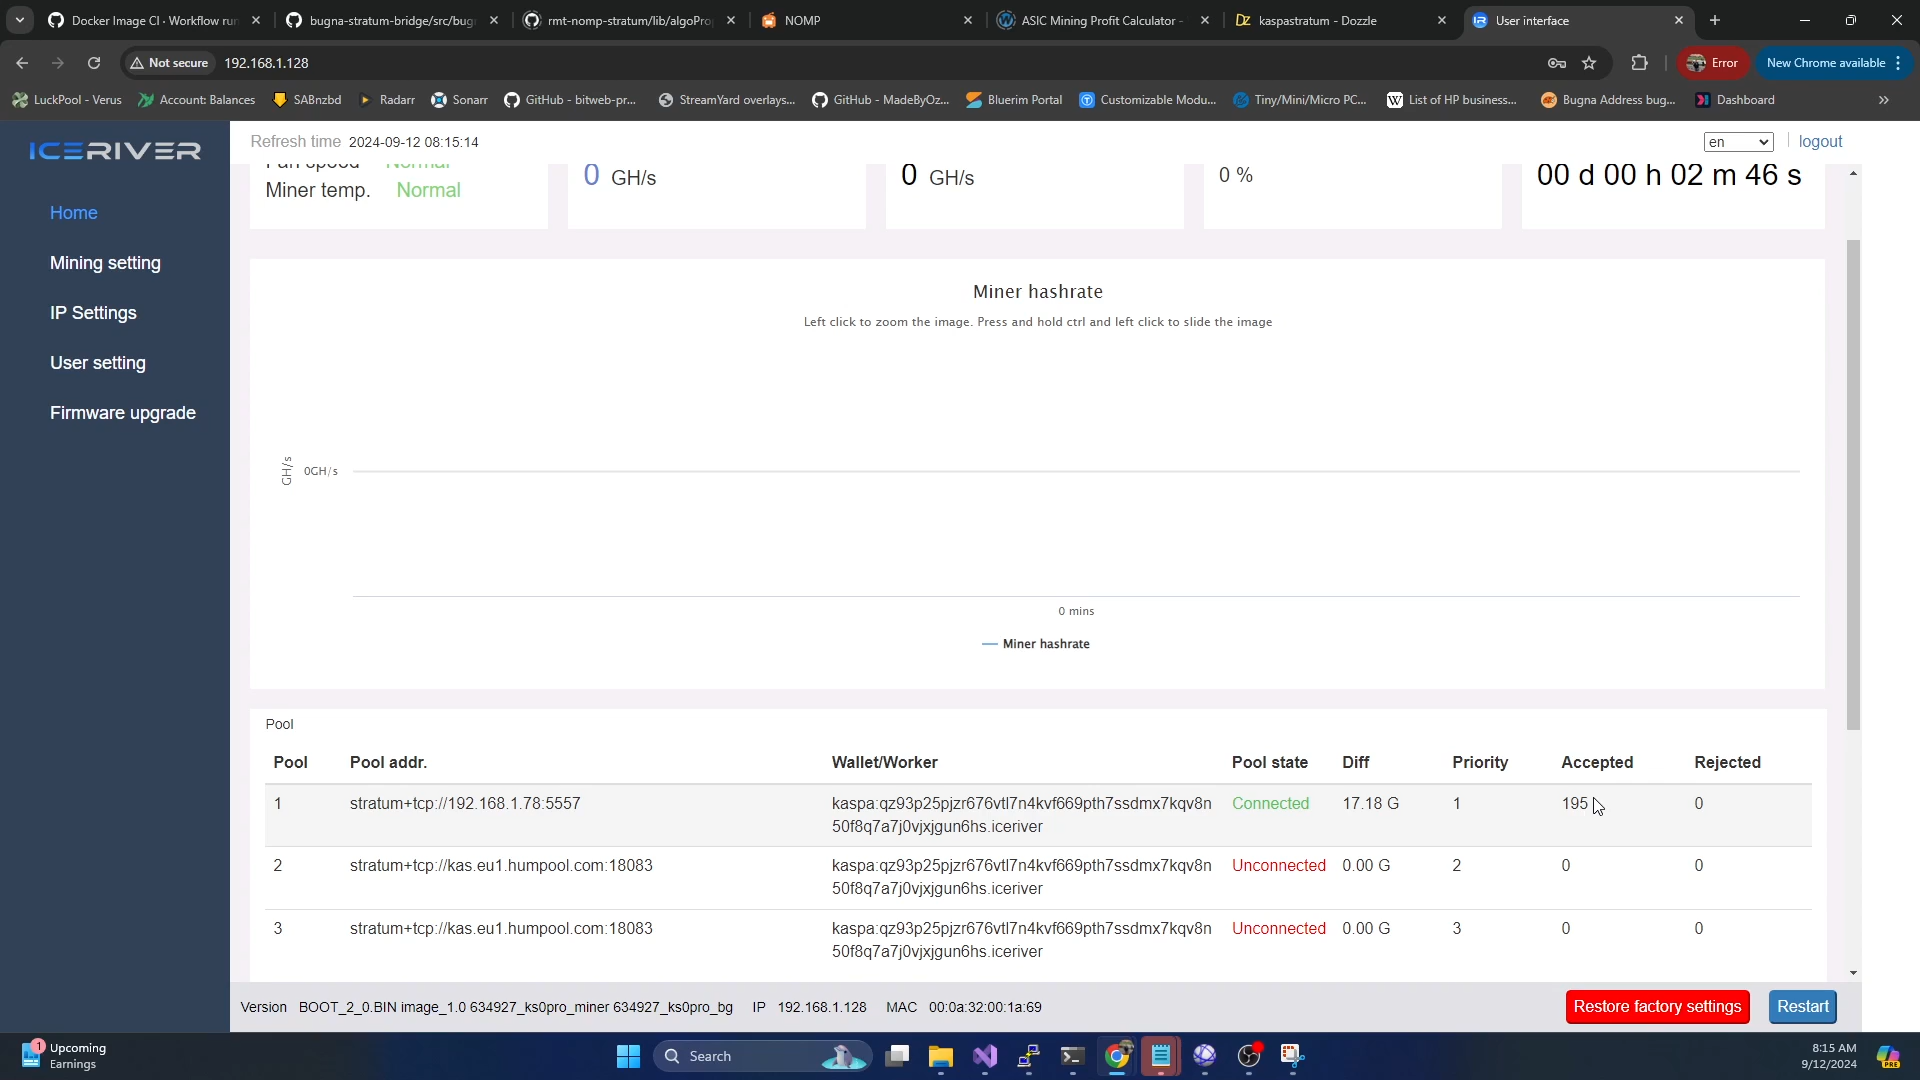 Docker Image CI · Workflow run
bugna-stratum-bridge/src/bug
rmt-nomp-stratum/lib/algoPro
NOMP
ASIC Mining Profit Calculator -
kaspastratum - Dozzle
User interface
Not secure
192.168.1.128
Error
New Chrome available
LuckPool - Verus
Account: Balances
SABnzbd
Radarr
Sonarr
GitHub - bitweb-pr...
StreamYard overlays...
GitHub - MadeByOz...
Bluerim Portal
Customizable Modu...
Tiny/Mini/Micro PC...
List of HP business...
Bugna Address bug...
Dashboard
»
ICERIVER
Refresh time 2024-09-12 08:15:14
en
logout
Home
Mining setting
IP Settings
User setting
Firmware upgrade
Fan speed Normal
Miner temp. Normal
0 GH/s
0 GH/s
0 %
00 d 00 h 02 m 46 s
Miner hashrate
Left click to zoom the image. Press and hold ctrl and left click to slide the image
GH/s
0GH/s
0 mins
Miner hashrate
Pool
Pool Pool addr. Wallet/Worker Pool state Diff Priority Accepted Rejected
1 stratum+tcp://192.168.1.78:5557 kaspa:qz93p25pjzr676vtl7n4kvf669pth7ssdmx7kqv8n Connected 17.18 G 1 195 0
50f8q7a7j0vjxjgun6hs.iceriver
2 stratum+tcp://kas.eu1.humpool.com:18083 kaspa:qz93p25pjzr676vtl7n4kvf669pth7ssdmx7kqv8n Unconnected 0.00 G 2 0 0
50f8q7a7j0vjxjgun6hs.iceriver
3 stratum+tcp://kas.eu1.humpool.com:18083 kaspa:qz93p25pjzr676vtl7n4kvf669pth7ssdmx7kqv8n Unconnected 0.00 G 3 0 0
50f8q7a7j0vjxjgun6hs.iceriver
Version BOOT_2_0.BIN image_1.0 634927_ks0pro_miner 634927_ks0pro_bg IP 192.168.1.128 MAC 00:0a:32:00:1a:69
Restore factory settings
Restart
1
Upcoming
Earnings
Search
8:15 AM
9/12/2024
PRE